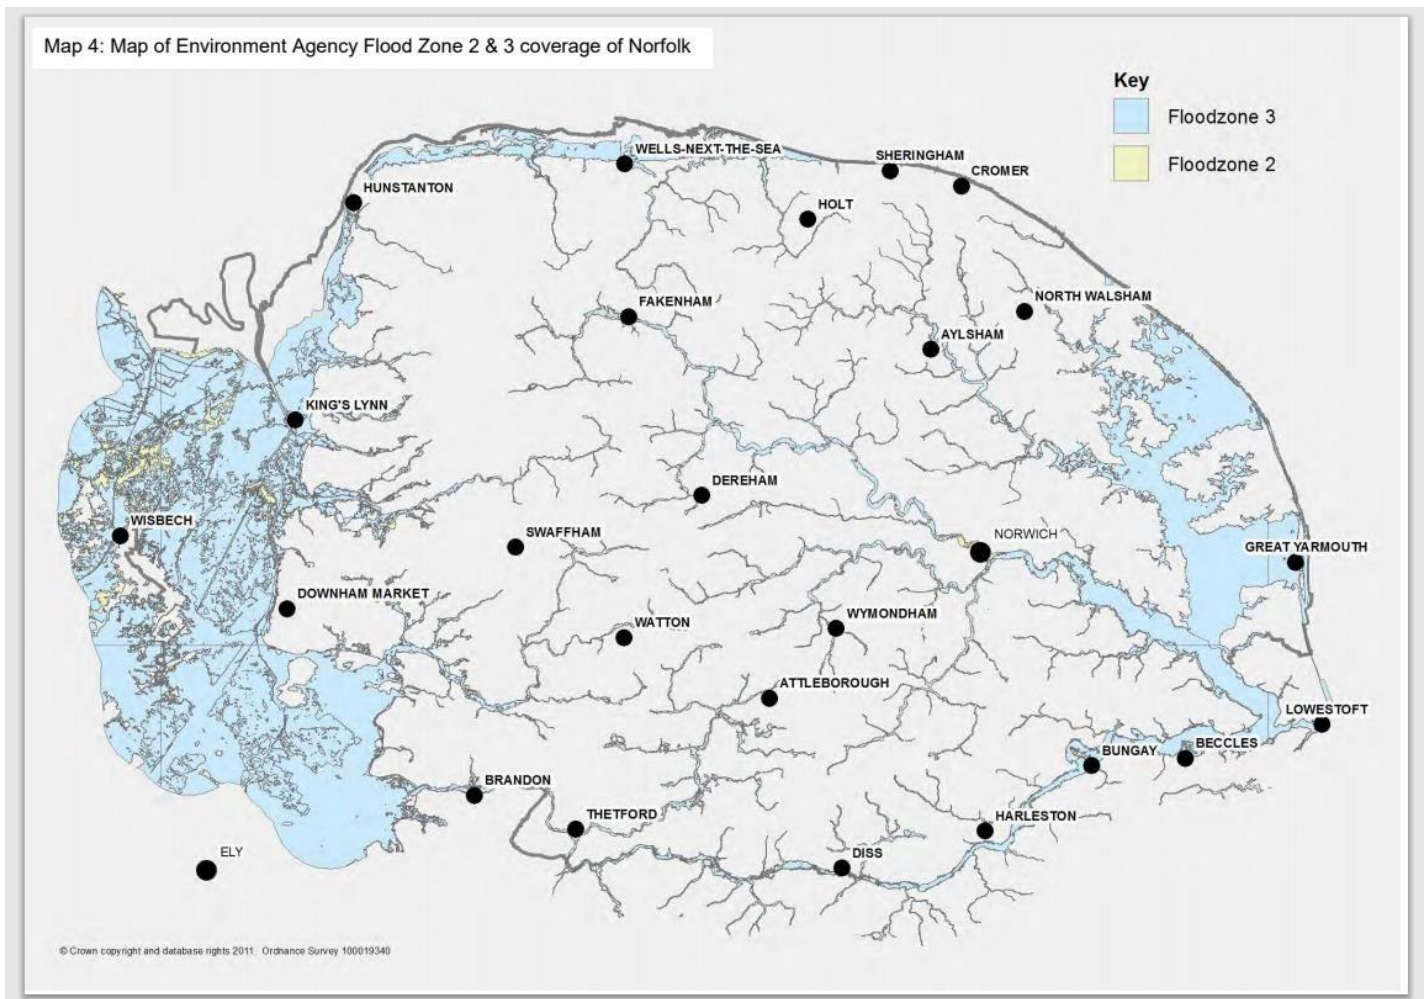 Map 4: Map of Environment Agency Flood Zone 2 & 3 coverage of Norfolk
Key
Floodzone 3
Floodzone 2
WELLS-NEXT-THE-SEA
SHERINGHAM
CROMER
HUNSTANTON
HOLT
FAKENHAM
NORTH WALSHAM
AYLSHAM
KING'S LYNN
DEREHAM
WISBECH
SWAFFHAM
NORWICH
GREAT YARMOUTH
DOWNHAM MARKET
WATTON
WYMONDHAM
ATTLEBOROUGH
LOWESTOFT
BUNGAY
BECCLES
BRANDON
THETFORD
HARLESTON
ELY
DISS
© Crown copyright and database rights 2011 Ordnance Survey 100019340